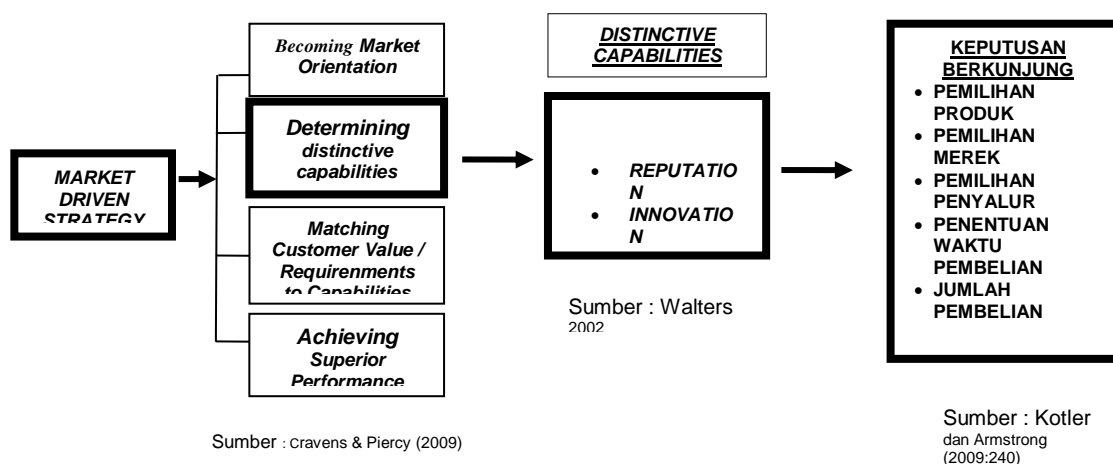 MARKET
DRIVEN
STRATEGY
Becoming Market
Orientation
Determining
distinctive
capabilities
Matching
Customer Value /
Requirenments
to Capabilities
Achieving
Superior
Performance
Sumber : Cravens & Piercy (2009)
DISTINCTIVE
CAPABILITIES
• REPUTATIO
N
• INNOVATIO
N
Sumber : Walters
2002
KEPUTUSAN
BERKUNJUNG
• PEMILIHAN
PRODUK
• PEMILIHAN
MEREK
• PEMILIHAN
PENYALUR
• PENENTUAN
WAKTU
PEMBELIAN
• JUMLAH
PEMBELIAN
Sumber : Kotler
dan Armstrong
(2009:240)